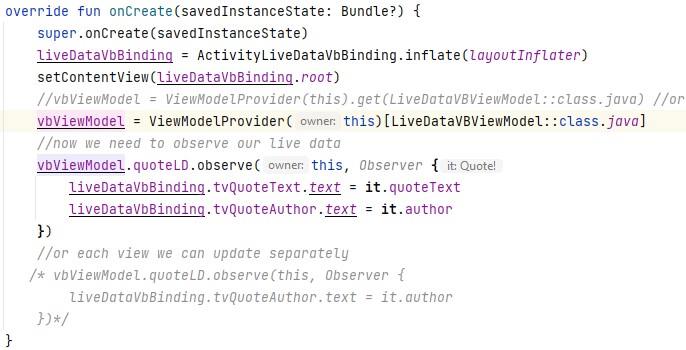 override fun onCreate(savedInstanceState: Bundle?) {
    super.onCreate(savedInstanceState)
    liveDataVbBinding = ActivityLiveDataVbBinding.inflate(layoutInflater)
    setContentView(liveDataVbBinding.root)
    //vbViewModel = ViewModelProvider(this).get(LiveDataVBViewModel::class.java) //or
    vbViewModel = ViewModelProvider( owner: this)[LiveDataVBViewModel::class.java]
    //now we need to observe our live data
    vbViewModel.quoteLD.observe( owner: this, Observer { it: Quote!
        liveDataVbBinding.tvQuoteText.text = it.quoteText
        liveDataVbBinding.tvQuoteAuthor.text = it.author
    })
    //or each view we can update separately
   /* vbViewModel.quoteLD.observe(this, Observer {
        liveDataVbBinding.tvQuoteAuthor.text = it.author
    })*/
}